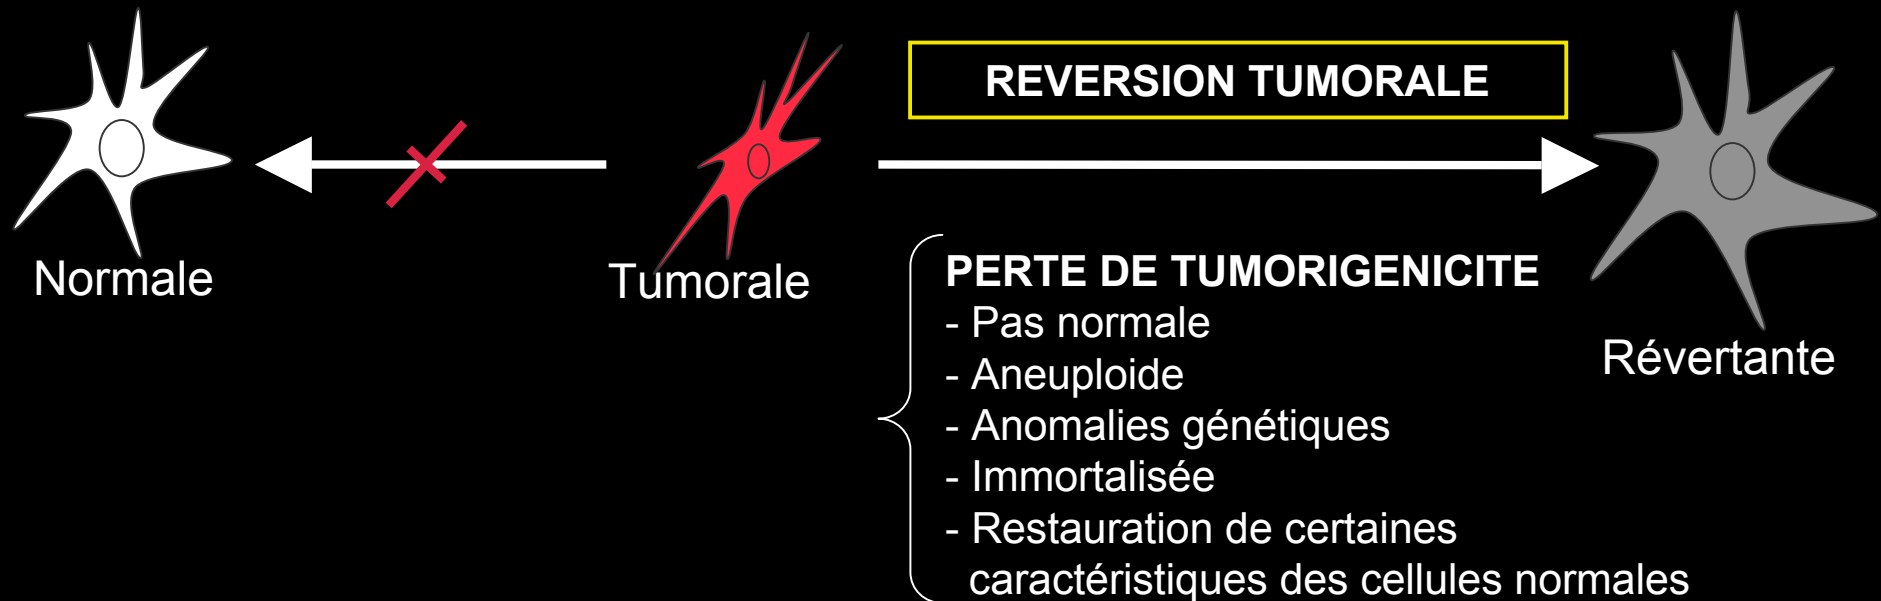 REVERSION TUMORALE
Normale
Tumorale
Révertante
PERTE DE TUMORIGENICITE
- Pas normale
- Aneuploide
- Anomalies génétiques
- Immortalisée
- Restauration de certaines
caractéristiques des cellules normales